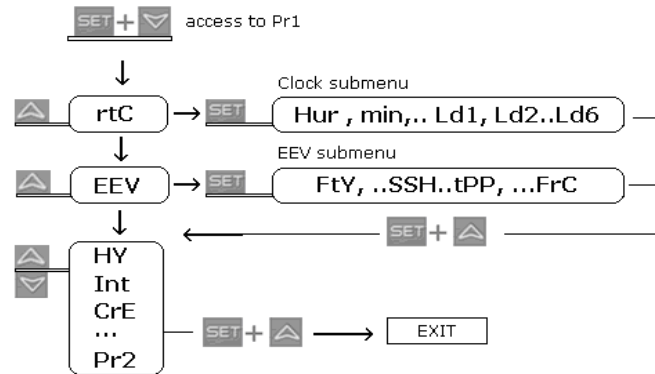 SET + access to Pr1
Clock submenu
rtC SET Hur , min,.. Ld1, Ld2..Ld6
EEV submenu
EEV SET FtY, ..SSH..tPP, ...FrC
SET +
HY
Int
CrE
...
Pr2
SET + EXIT